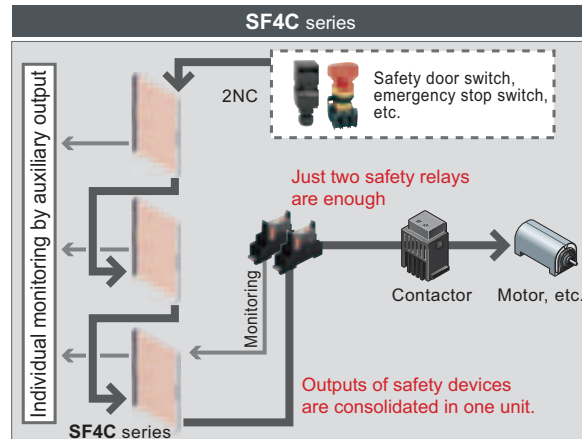 SF4C series
Individual monitoring by auxiliary output
2NC
Safety door switch,
emergency stop switch,
etc.
Just two safety relays
are enough
Monitoring
Contactor
Motor, etc.
Outputs of safety devices
are consolidated in one unit.
SF4C series